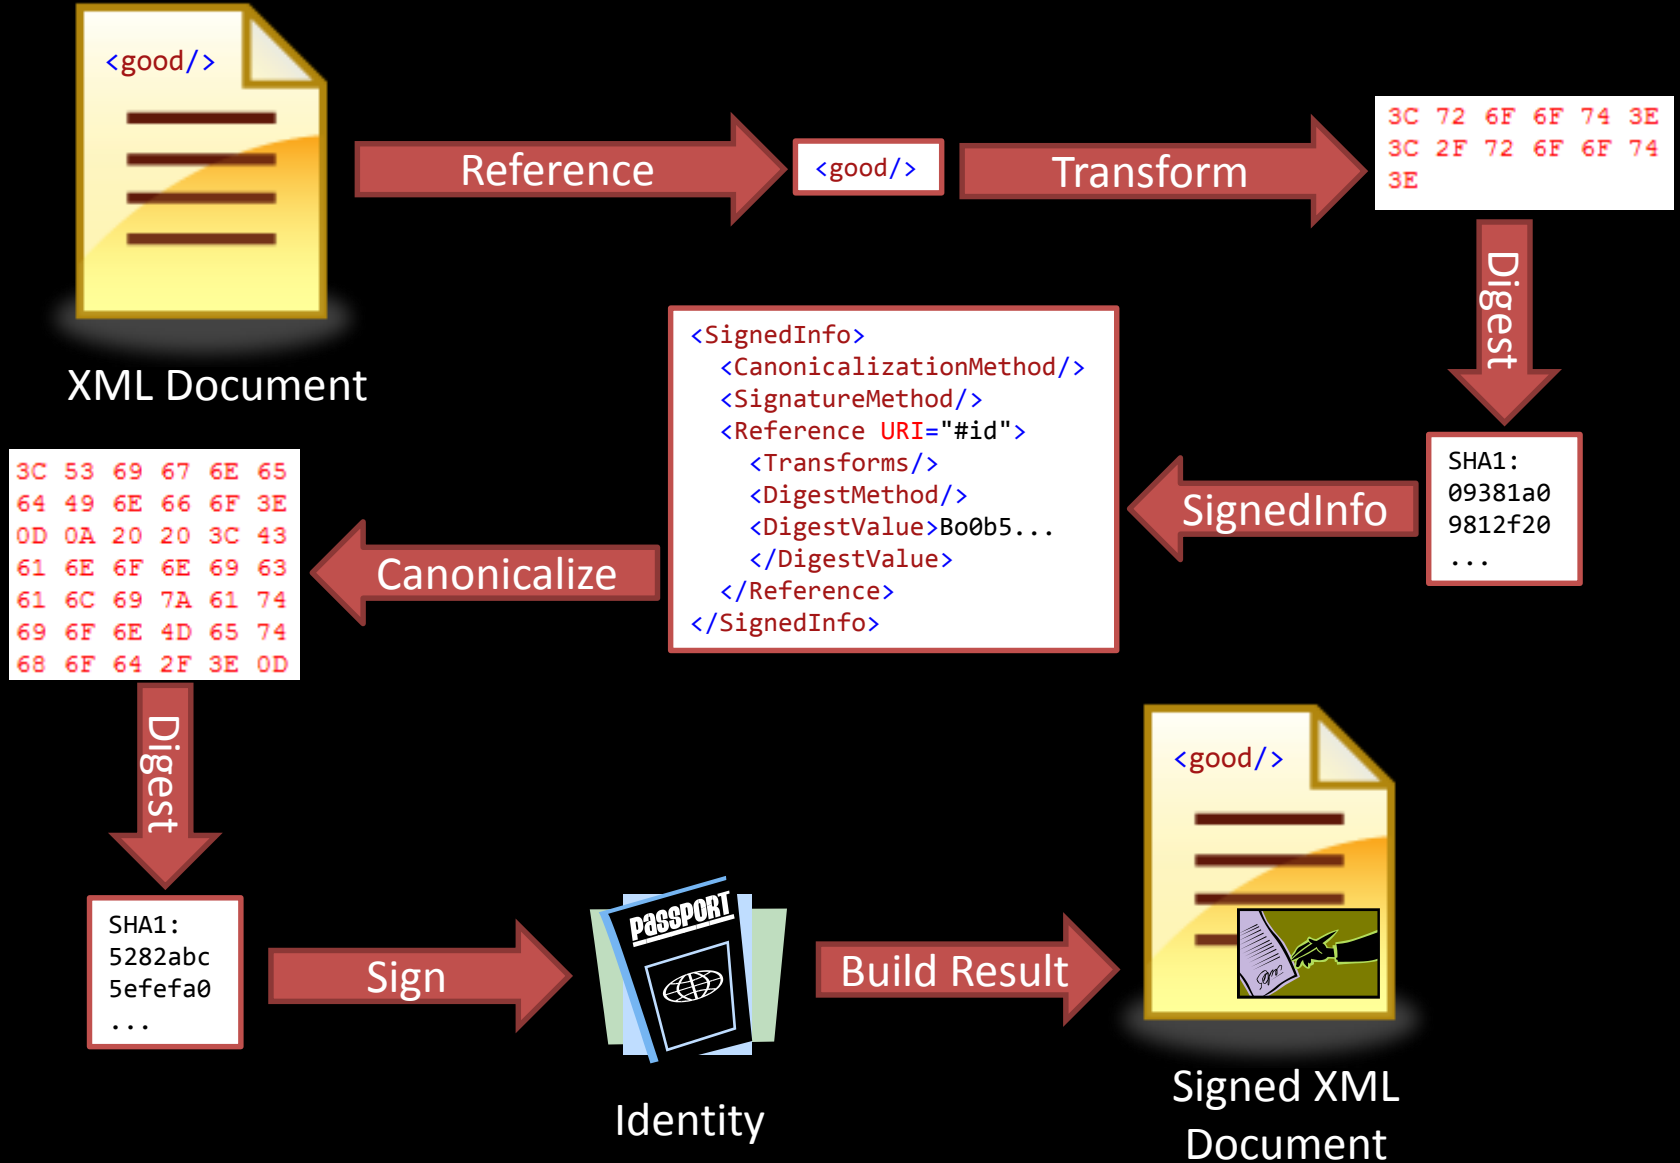 <good/>
XML Document
Reference
<good/>
Transform
3C 72 6F 6F 74 3E
3C 2F 72 6F 6F 74
3E
Digest
SHA1:
09381a0
9812f20
...
SignedInfo
<SignedInfo>
<CanonicalizationMethod/>
<SignatureMethod/>
<Reference URI="#id">
<Transforms/>
<DigestMethod/>
<DigestValue>Bo0b5...
</DigestValue>
</Reference>
</SignedInfo>
Canonicalize
3C 53 69 67 6E 65
64 49 6E 66 6F 3E
0D 0A 20 20 3C 43
61 6E 6F 6E 69 63
61 6C 69 7A 61 74
69 6F 6E 4D 65 74
68 6F 64 2F 3E 0D
Digest
SHA1:
5282abc
5efefa0
...
Sign
PASSPORT
Identity
Build Result
<good/>
Signed XML
Document